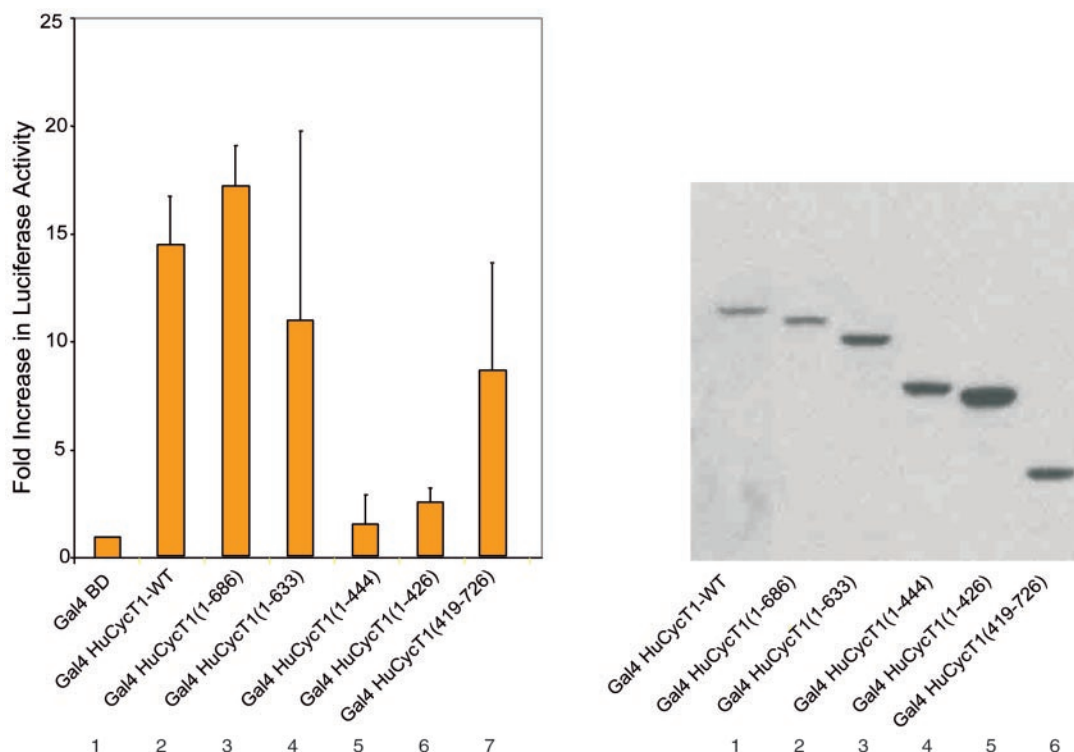 Fold Increase in Luciferase Activity
25
20
15
10
5
0
Gal4 BD
Gal4 HuCycT1-WT
Gal4 HuCycT1(1-686)
Gal4 HuCycT1(1-633)
Gal4 HuCycT1(1-444)
Gal4 HuCycT1(1-426)
Gal4 HuCycT1(419-726)
1 2 3 4 5 6 7
Gal4 HuCycT1-WT
Gal4 HuCycT1(1-686)
Gal4 HuCycT1(1-633)
Gal4 HuCycT1(1-444)
Gal4 HuCycT1(1-426)
Gal4 HuCycT1(419-726)
1 2 3 4 5 6